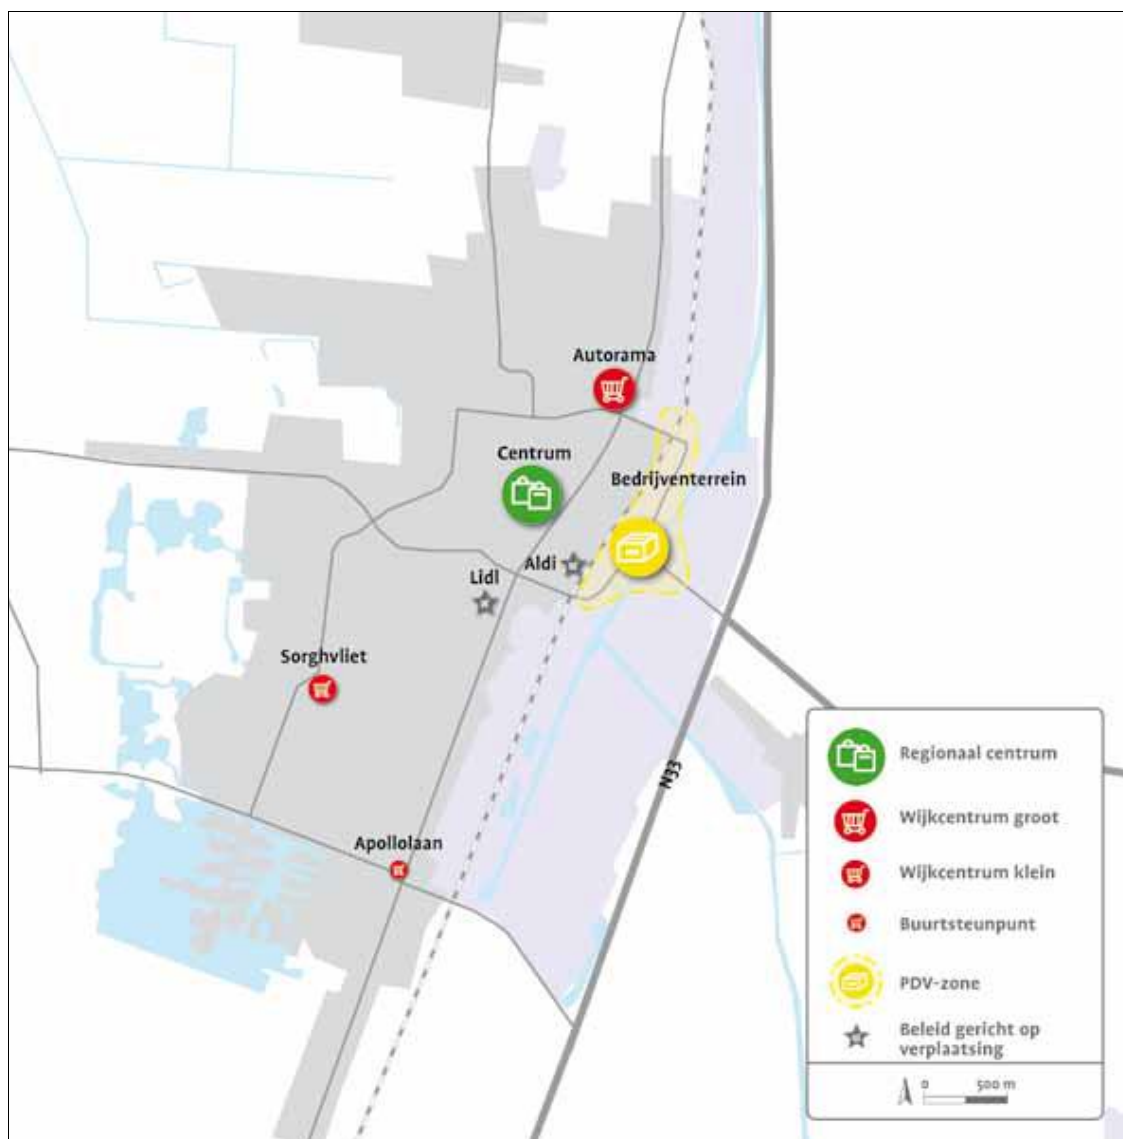 Autorama
Centrum
Bedrijventerrein
Aldi
Lidl
Sorghvliet
N33
Apollolaan
Regionaal centrum
Wijkcentrum groot
Wijkcentrum klein
Buurtsteunpunt
PDV-zone
Beleid gericht op
verplaatsing
0 500 m